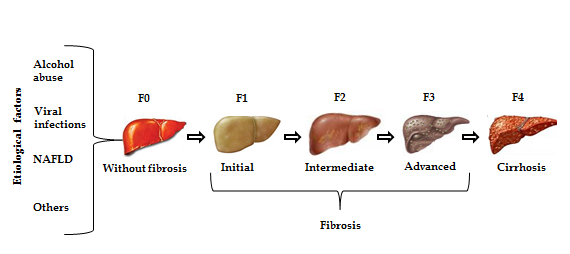 Etiological factors
Alcohol
abuse
Viral
infections
NAFLD
Others
F0
F1
F2
F3
F4
Without fibrosis
Initial
Intermediate
Advanced
Cirrhosis
Fibrosis